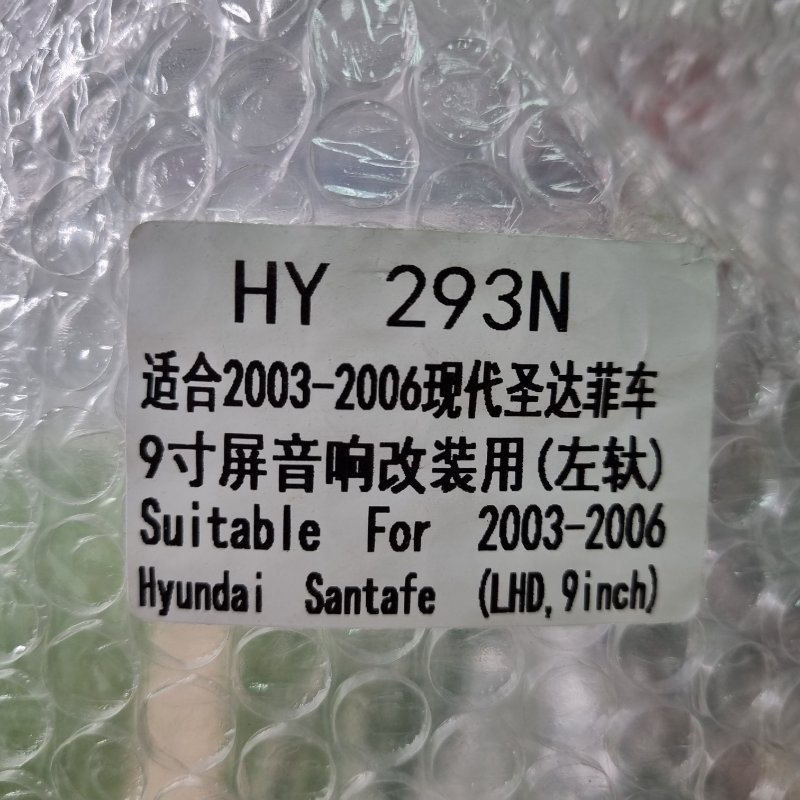 HY 293N
适合2003-2006现代圣达菲车
9寸屏音响改装用(左轪)
Suitable For 2003-2006
Hyundai Santafe (LHD,9inch)